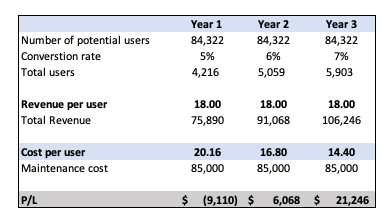 Year 1 Year 2 Year 3
Number of potential users 84,322 84,322 84,322
Converstion rate 5% 6% 7%
Total users 4,216 5,059 5,903
Revenue per user 18.00 18.00 18.00
Total Revenue 75,890 91,068 106,246
Cost per user 20.16 16.80 14.40
Maintenance cost 85,000 85,000 85,000
P/L $ (9,110) $ 6,068 $ 21,246